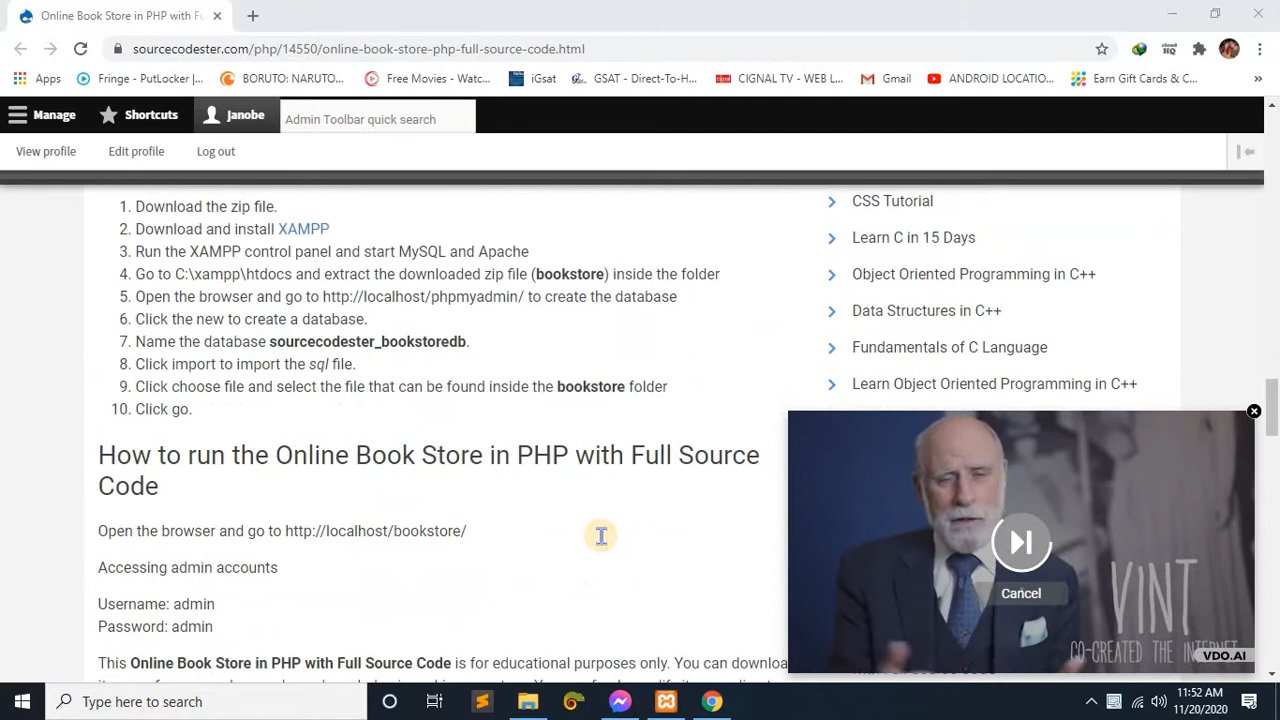 Online Book Store in PHP with Fu
sourcecodester.com/php/14550/online-book-store-php-full-source-code.html
Apps
Fringe - PutLocker |...
BORUTO: NARUTO...
Free Movies - Watc...
iGsat
GSAT - Direct-To-H...
CIGNAL TV - WEB L...
Gmail
ANDROID LOCATIO...
Earn Gift Cards & C...
»
Manage
Shortcuts
Janobe
Admin Toolbar quick search
View profile
Edit profile
Log out
1. Download the zip file.
2. Download and install XAMPP
3. Run the XAMPP control panel and start MySQL and Apache
4. Go to C:\xampp\htdocs and extract the downloaded zip file (bookstore) inside the folder
5. Open the browser and go to http://localhost/phpmyadmin/ to create the database
6. Click the new to create a database.
7. Name the database sourcecodester_bookstoredb.
8. Click import to import the sql file.
9. Click choose file and select the file that can be found inside the bookstore folder
10. Click go.
How to run the Online Book Store in PHP with Full Source
Code
Open the browser and go to http://localhost/bookstore/
Accessing admin accounts
Username: admin
Password: admin
This Online Book Store in PHP with Full Source Code is for educational purposes only. You can downloa
CSS Tutorial
Learn C in 15 Days
Object Oriented Programming in C++
Data Structures in C++
Fundamentals of C Language
Learn Object Oriented Programming in C++
Cancel
VINT
CO-CREATED THE INTERNET
VDO.AI
Type here to search
11:52 AM
11/20/2020